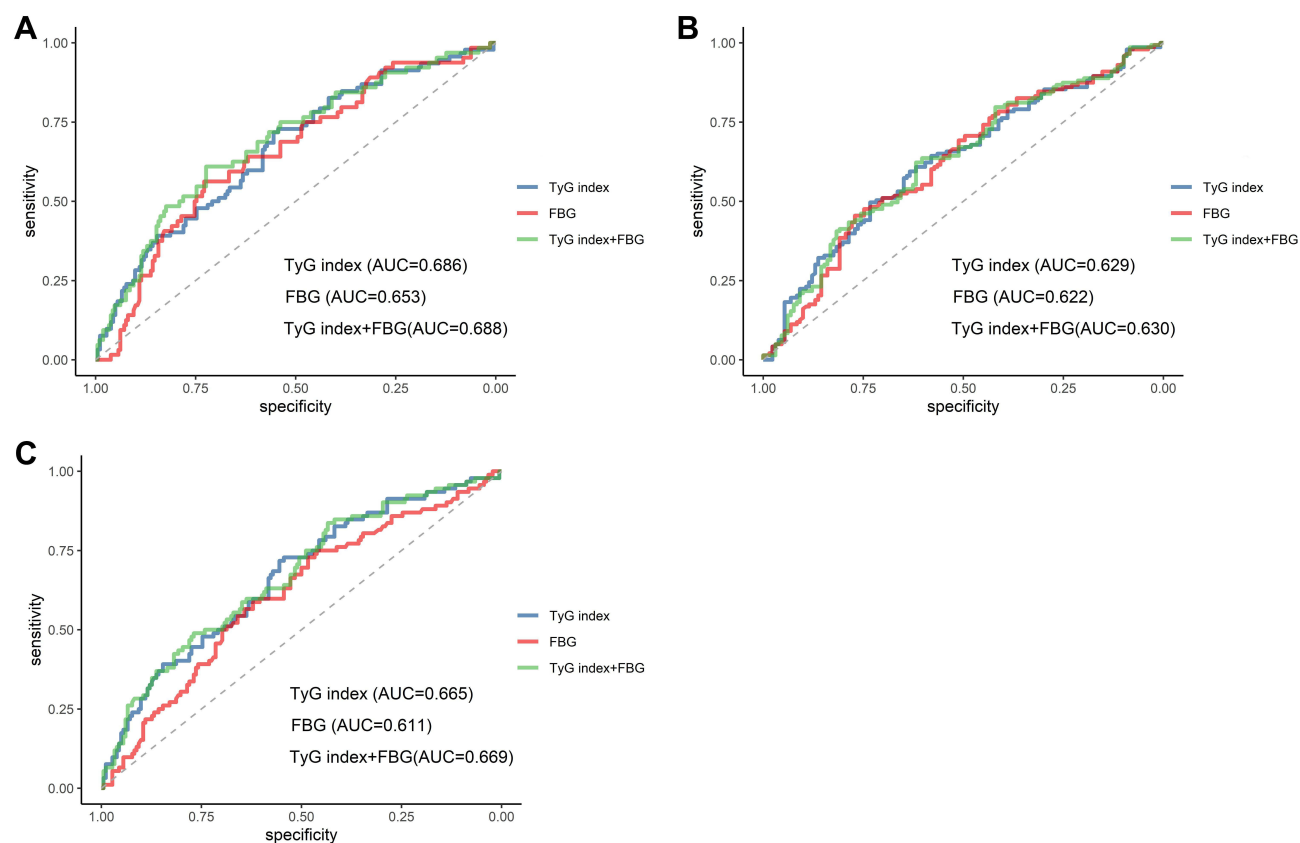 A
1.00
0.75
0.50
0.25
0.00
sensitivity
1.00 0.75 0.50 0.25 0.00
specificity
TyG index
FBG
TyG index+FBG
TyG index (AUC=0.686)
FBG (AUC=0.653)
TyG index+FBG(AUC=0.688)
B
1.00
0.75
0.50
0.25
0.00
sensitivity
1.00 0.75 0.50 0.25 0.00
specificity
TyG index
FBG
TyG index+FBG
TyG index (AUC=0.629)
FBG (AUC=0.622)
TyG index+FBG(AUC=0.630)
C
1.00
0.75
0.50
0.25
0.00
sensitivity
1.00 0.75 0.50 0.25 0.00
specificity
TyG index
FBG
TyG index+FBG
TyG index (AUC=0.665)
FBG (AUC=0.611)
TyG index+FBG(AUC=0.669)